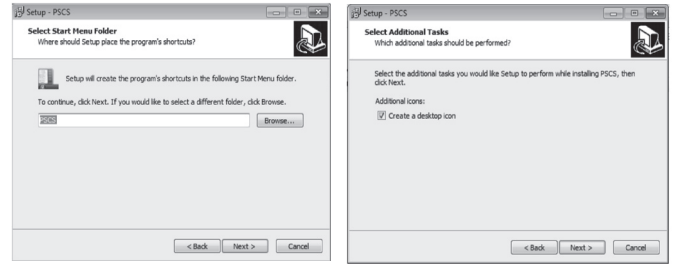 Setup - PSCS
Select Start Menu Folder
Where should Setup place the program's shortcuts?
Setup will create the program's shortcuts in the following Start Menu folder.
To continue, click Next. If you would like to select a different folder, click Browse.
PSCS
Browse...
< Back
Next >
Cancel
Setup - PSCS
Select Additional Tasks
Which additional tasks should be performed?
Select the additional tasks you would like Setup to perform while installing PSCS, then
click Next.
Additional icons:
Create a desktop icon
< Back
Next >
Cancel